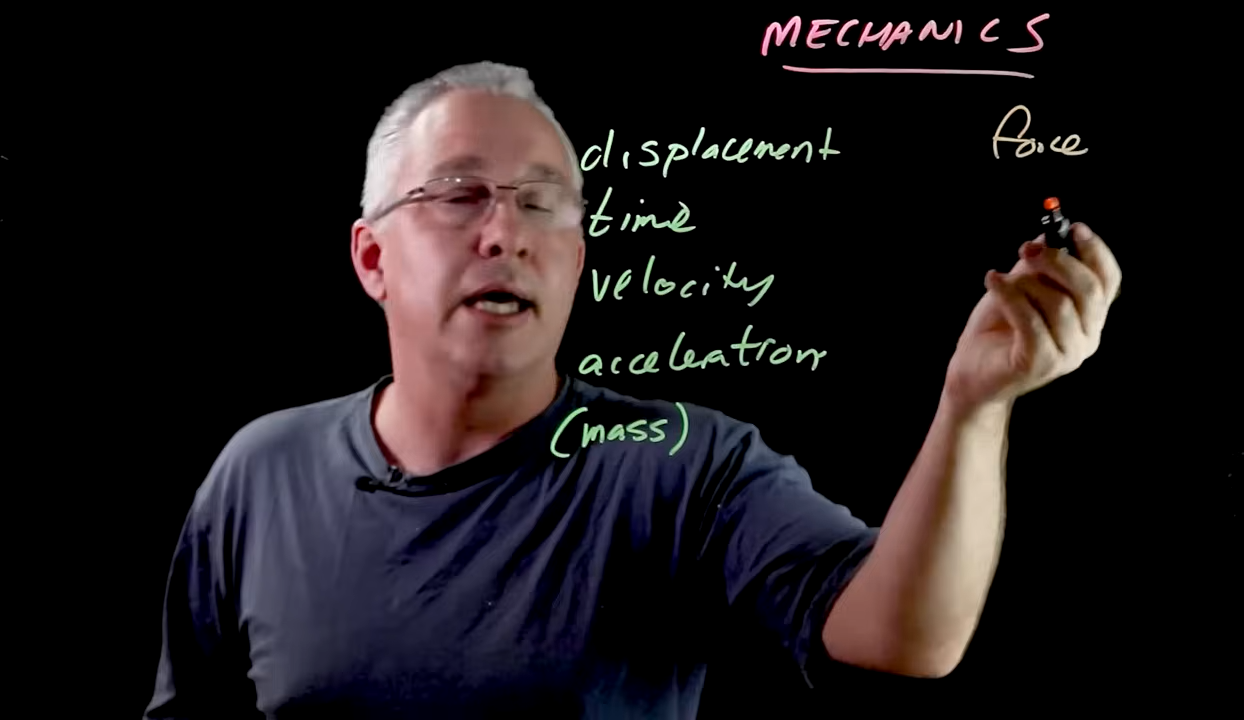 MECHANICS
displacement
time
velocity
acceleration
(mass)
force